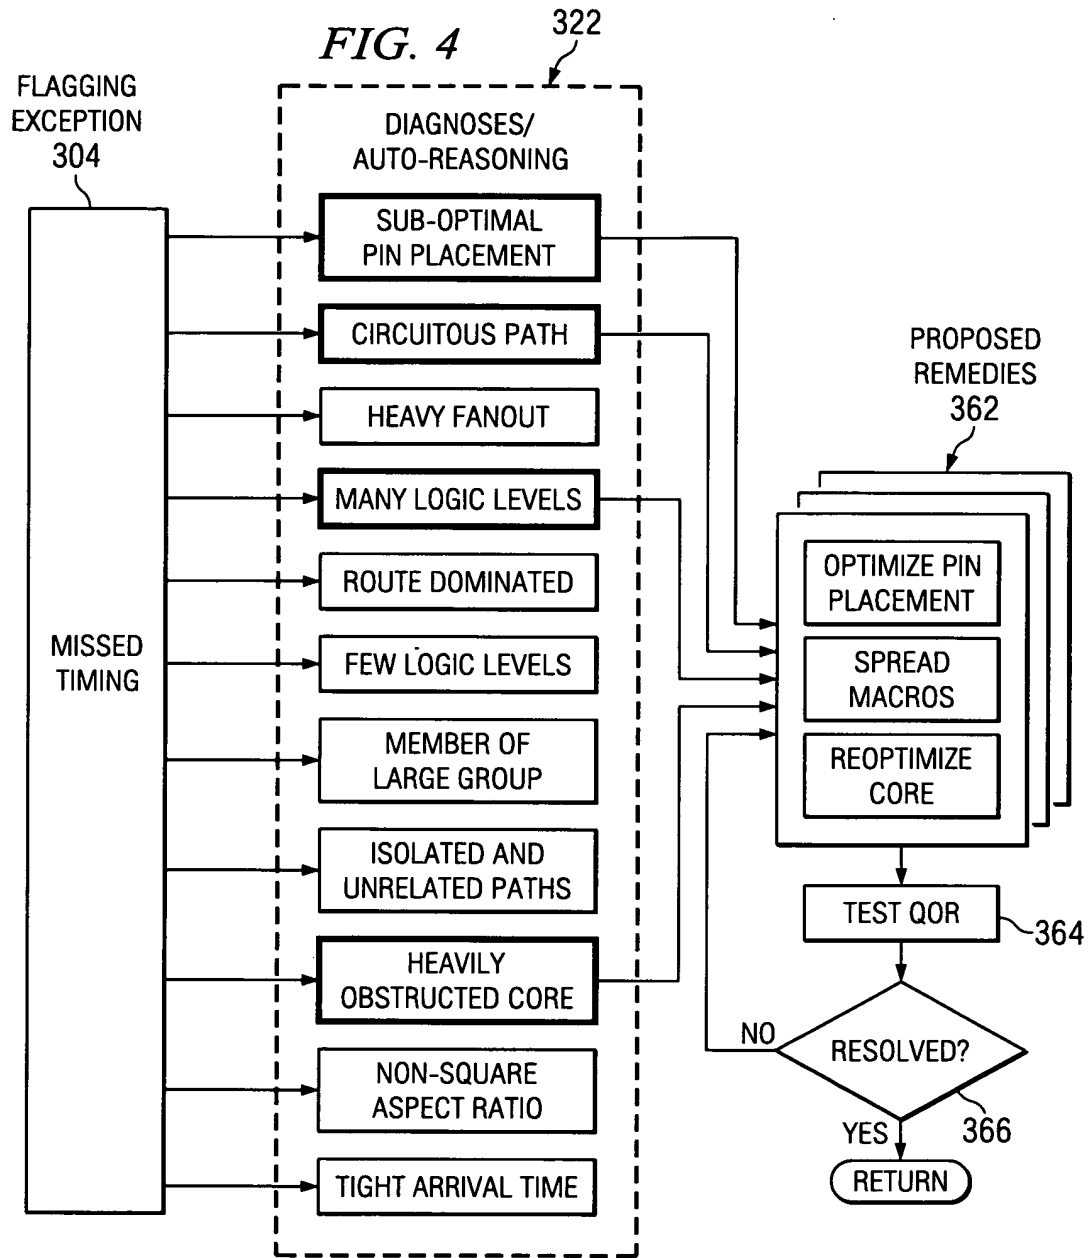 FIG. 4
322
FLAGGING
EXCEPTION
304
DIAGNOSES/
AUTO-REASONING
MISSED
TIMING
SUB-OPTIMAL
PIN PLACEMENT
CIRCUITOUS PATH
HEAVY FANOUT
MANY LOGIC LEVELS
ROUTE DOMINATED
FEW LOGIC LEVELS
MEMBER OF
LARGE GROUP
ISOLATED AND
UNRELATED PATHS
HEAVILY
OBSTRUCTED CORE
NON-SQUARE
ASPECT RATIO
TIGHT ARRIVAL TIME
PROPOSED
REMEDIES
362
OPTIMIZE PIN
PLACEMENT
SPREAD
MACROS
REOPTIMIZE
CORE
TEST QOR
364
NO
RESOLVED?
366
YES
RETURN